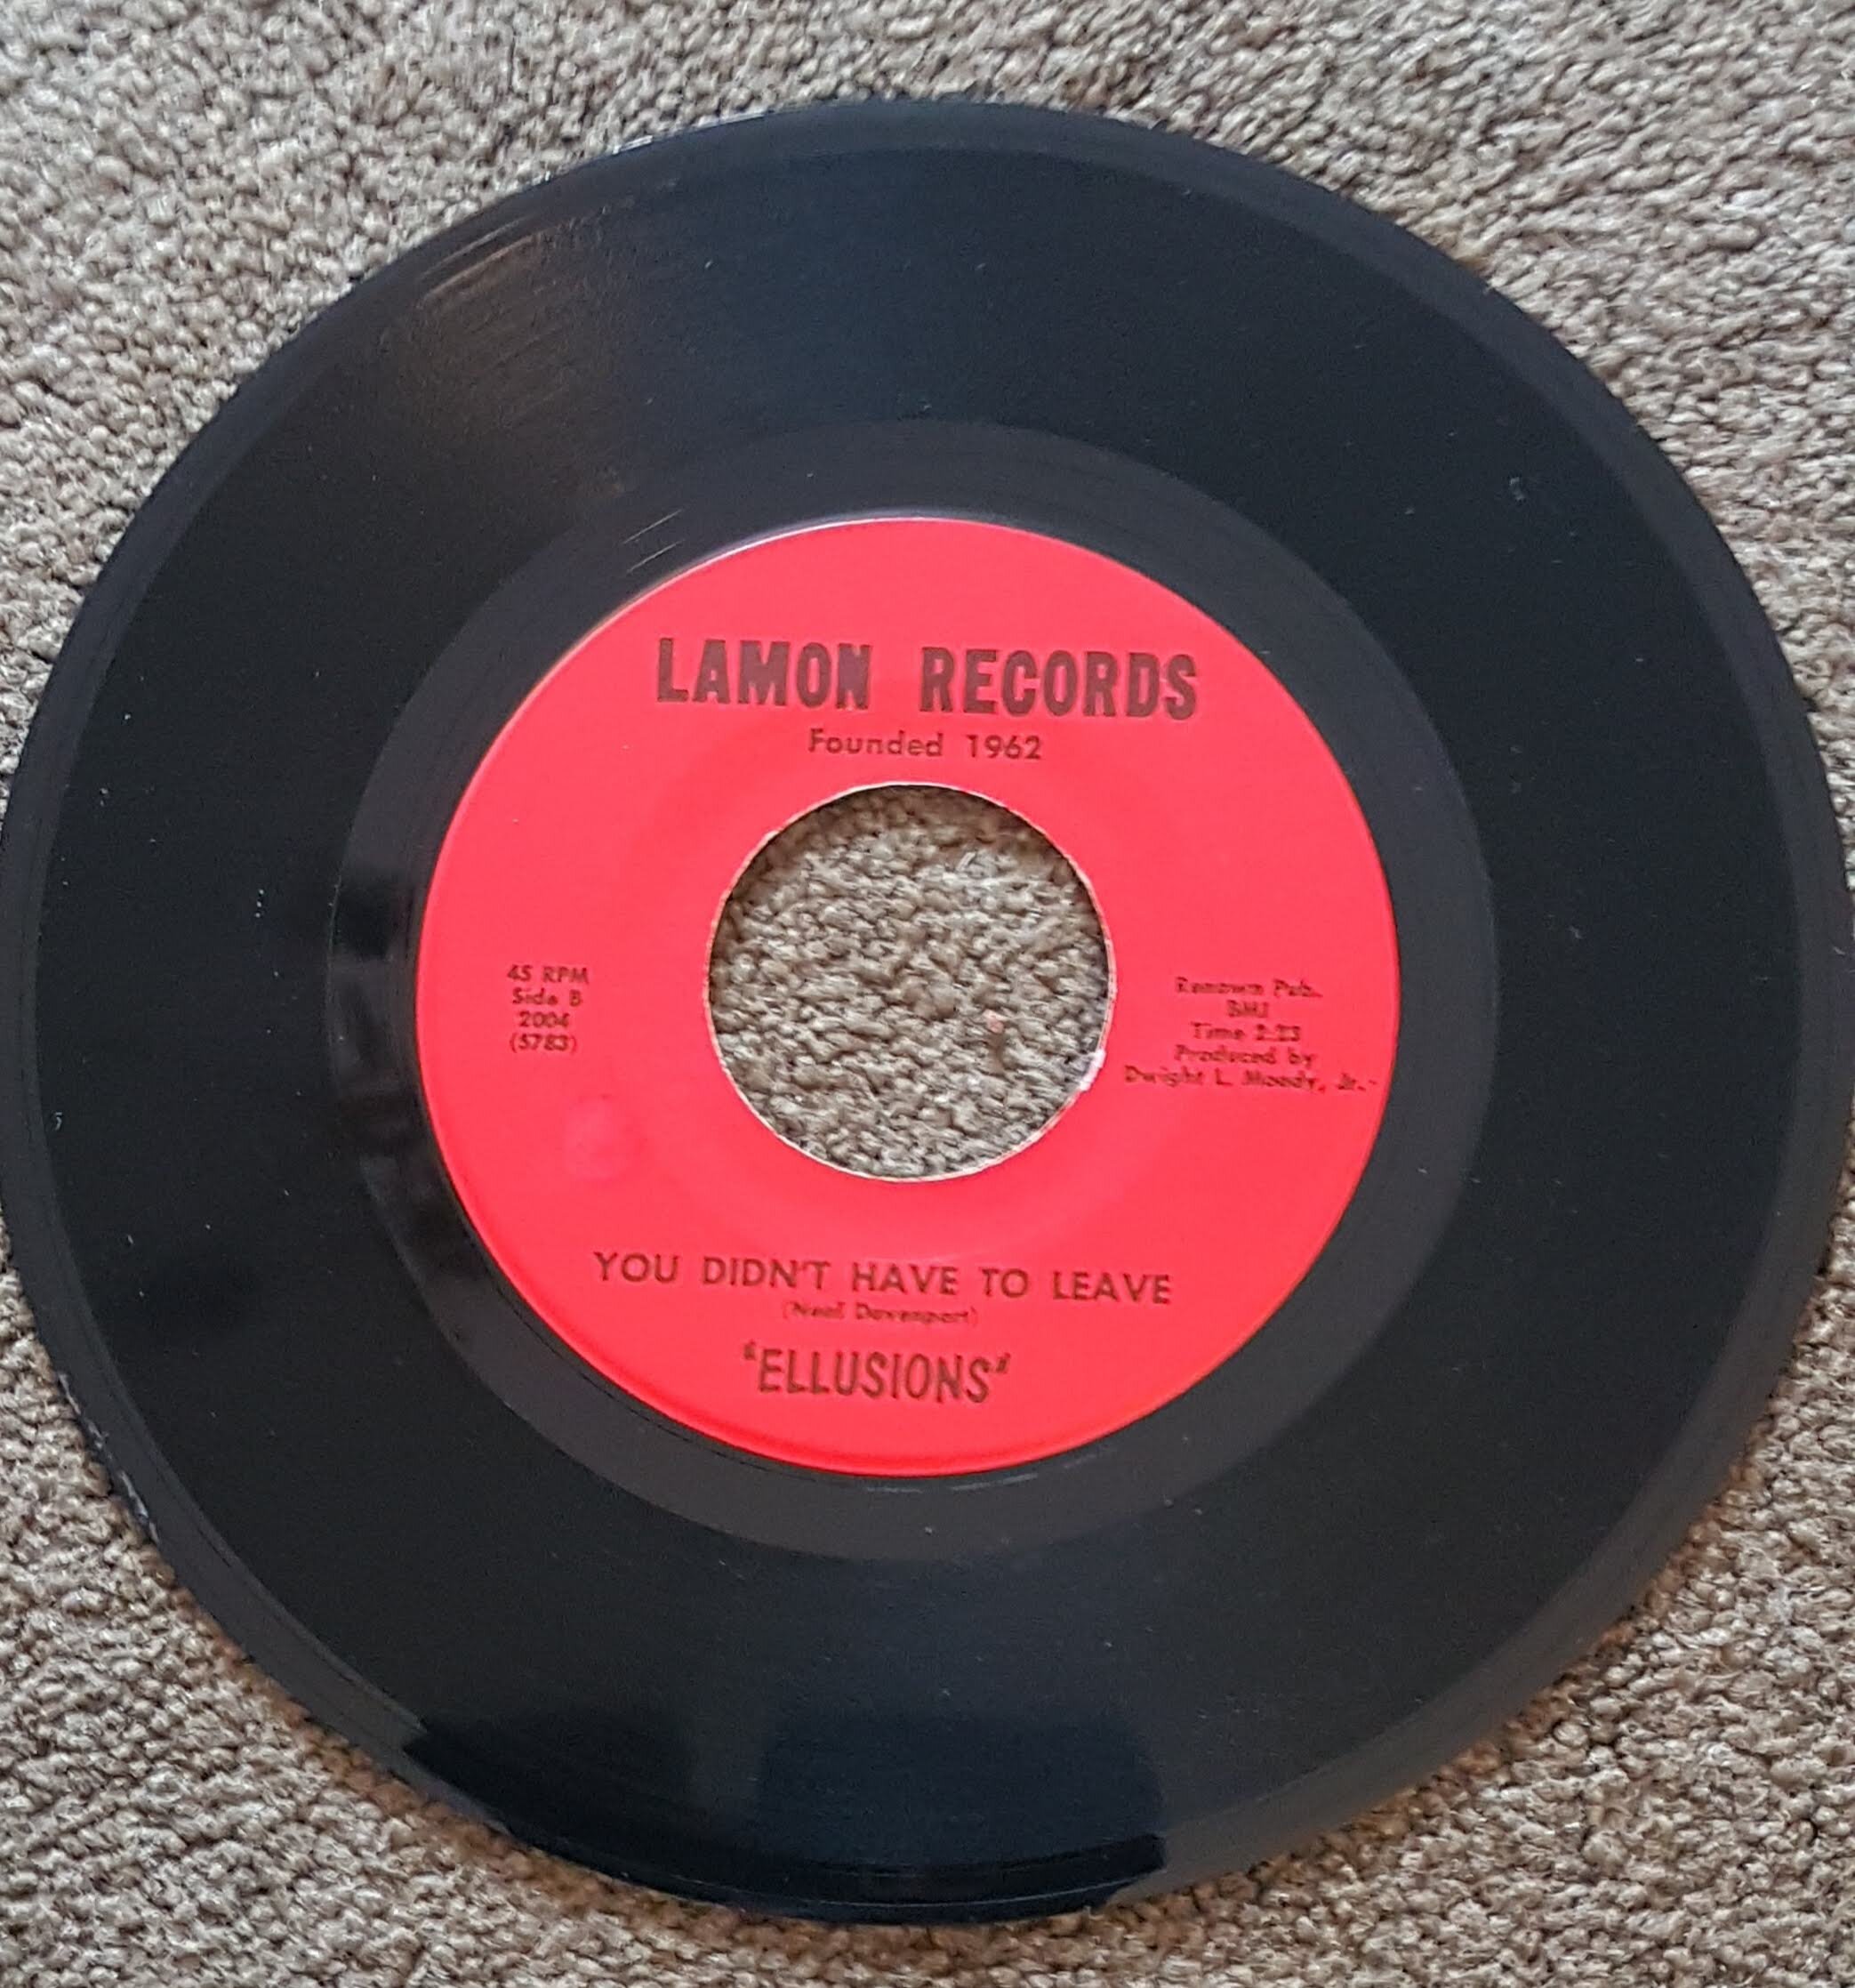 LAMON RECORDS
Founded 1962
45 RPM
Side B
2004
(5783)
Renown Pub.
BMI
Time 2:23
Produced by
Dwight L. Moody, Jr.
YOU DIDN'T HAVE TO LEAVE
(Neal Davenport)
"ELLUSIONS"